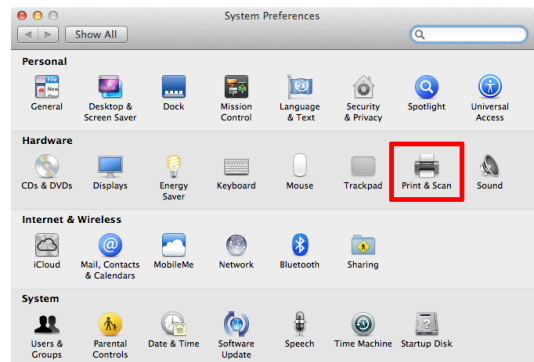 System Preferences
Show All
Personal
General
Desktop &
Screen Saver
Dock
Mission
Control
Language
& Text
Security
& Privacy
Spotlight
Universal
Access
Hardware
CDs & DVDs
Displays
Energy
Saver
Keyboard
Mouse
Trackpad
Print & Scan
Sound
Internet & Wireless
iCloud
Mail, Contacts
& Calendars
MobileMe
Network
Bluetooth
Sharing
System
Users &
Groups
Parental
Controls
Date & Time
Software
Update
Speech
Time Machine
Startup Disk